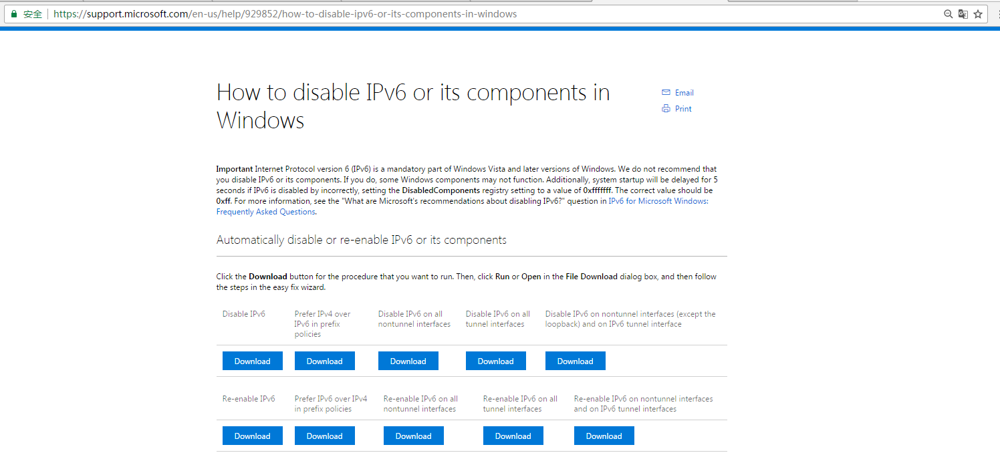 安全 https://support.microsoft.com/en-us/help/929852/how-to-disable-ipv6-or-its-components-in-windows
How to disable IPv6 or its components in
Windows
Email
Print
Important Internet Protocol version 6 (IPv6) is a mandatory part of Windows Vista and later versions of Windows. We do not recommend that
you disable IPv6 or its components. If you do, some Windows components may not function. Additionally, system startup will be delayed for 5
seconds if IPv6 is disabled by incorrectly, setting the DisabledComponents registry setting to a value of 0xfffffff. The correct value should be
0xff. For more information, see the "What are Microsoft's recommendations about disabling IPv6?" question in IPv6 for Microsoft Windows:
Frequently Asked Questions.
Automatically disable or re-enable IPv6 or its components
Click the Download button for the procedure that you want to run. Then, click Run or Open in the File Download dialog box, and then follow
the steps in the easy fix wizard.
Disable IPv6
Prefer IPv4 over
IPv6 in prefix
policies
Disable IPv6 on all
nontunnel interfaces
Disable IPv6 on all
tunnel interfaces
Disable IPv6 on nontunnel interfaces (except the
loopback) and on IPv6 tunnel interface
Download
Download
Download
Download
Download
Re-enable IPv6
Prefer IPv6 over IPv4
in prefix policies
Re-enable IPv6 on all
nontunnel interfaces
Re-enable IPv6 on all
tunnel interfaces
Re-enable IPv6 on nontunnel interfaces
and on IPv6 tunnel interfaces
Download
Download
Download
Download
Download